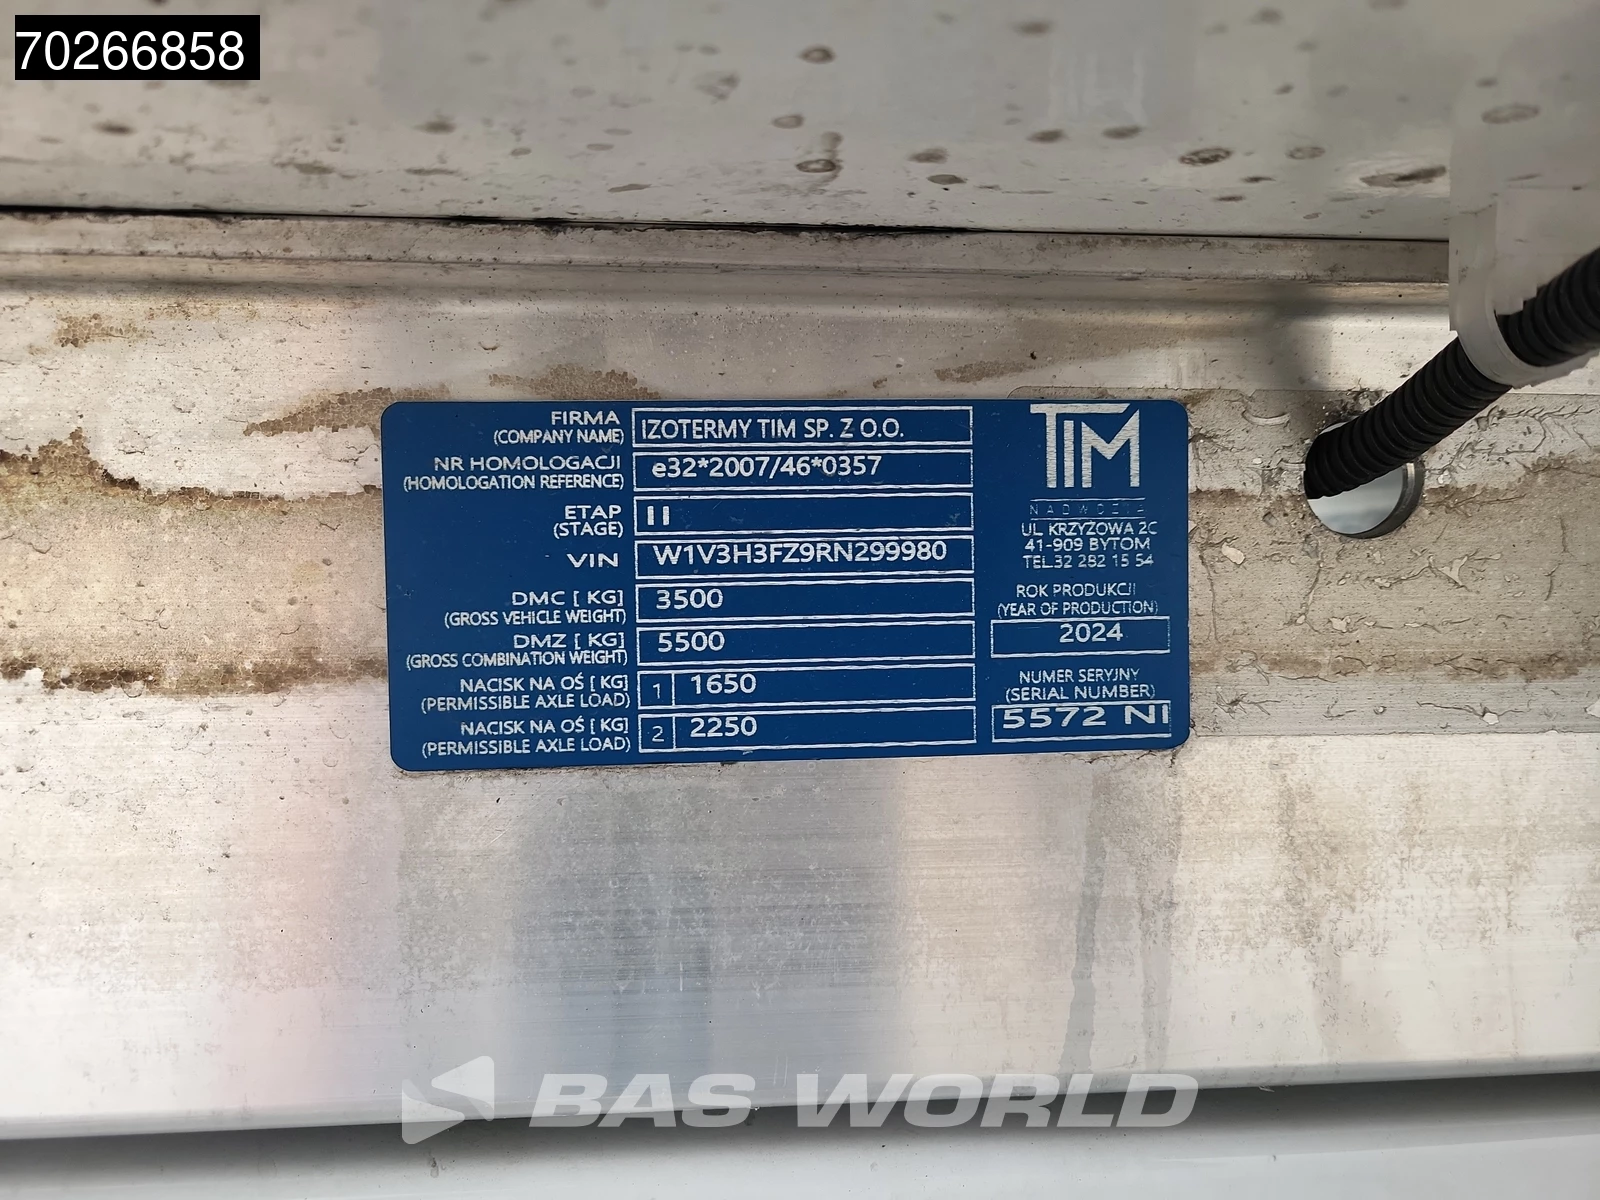 70266858
FIRMA
(COMPANY NAME)
IZOTERMY TIM SP. Z O.O.
NR HOMOLOGACJI
(HOMOLOGATION REFERENCE)
e32*2007/46*0357
ETAP
(STAGE)
II
VIN
W1V3H3FZ9RN299980
DMC [ KG]
(GROSS VEHICLE WEIGHT)
3500
DMZ [ KG]
(GROSS COMBINATION WEIGHT)
5500
NACISK NA OŚ [ KG]
(PERMISSIBLE AXLE LOAD)
1 1650
NACISK NA OŚ [ KG]
(PERMISSIBLE AXLE LOAD)
2 2250
TIM
NADWOZIA
UL. KRZYŻOWA 2C
41-909 BYTOM
TEL.32 282 15 54
ROK PRODUKCJI
(YEAR OF PRODUCTION)
2024
NUMER SERYJNY
(SERIAL NUMBER)
5572 NI
BAS WORLD